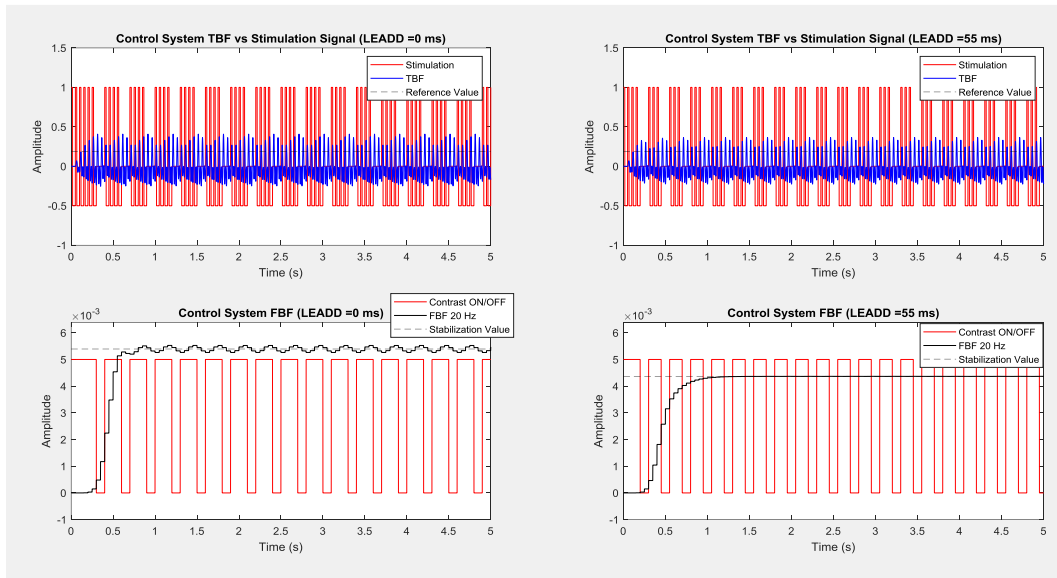 Control System TBF vs Stimulation Signal (LEADD =0 ms)
1.5
1
0.5
0
-0.5
-1
Amplitude
Stimulation
TBF
Reference Value
0 0.5 1 1.5 2 2.5 3 3.5 4 4.5 5
Time (s)
Control System TBF vs Stimulation Signal (LEADD =55 ms)
1.5
1
0.5
0
-0.5
-1
Amplitude
Stimulation
TBF
Reference Value
0 0.5 1 1.5 2 2.5 3 3.5 4 4.5 5
Time (s)
×10-3
Control System FBF (LEADD =0 ms)
Contrast ON/OFF
FBF 20 Hz
Stabilization Value
6
5
4
3
2
1
0
-1
Amplitude
0 0.5 1 1.5 2 2.5 3 3.5 4 4.5 5
Time (s)
×10-3
Control System FBF (LEADD =55 ms)
Contrast ON/OFF
FBF 20 Hz
Stabilization Value
6
5
4
3
2
1
0
-1
Amplitude
0 0.5 1 1.5 2 2.5 3 3.5 4 4.5 5
Time (s)